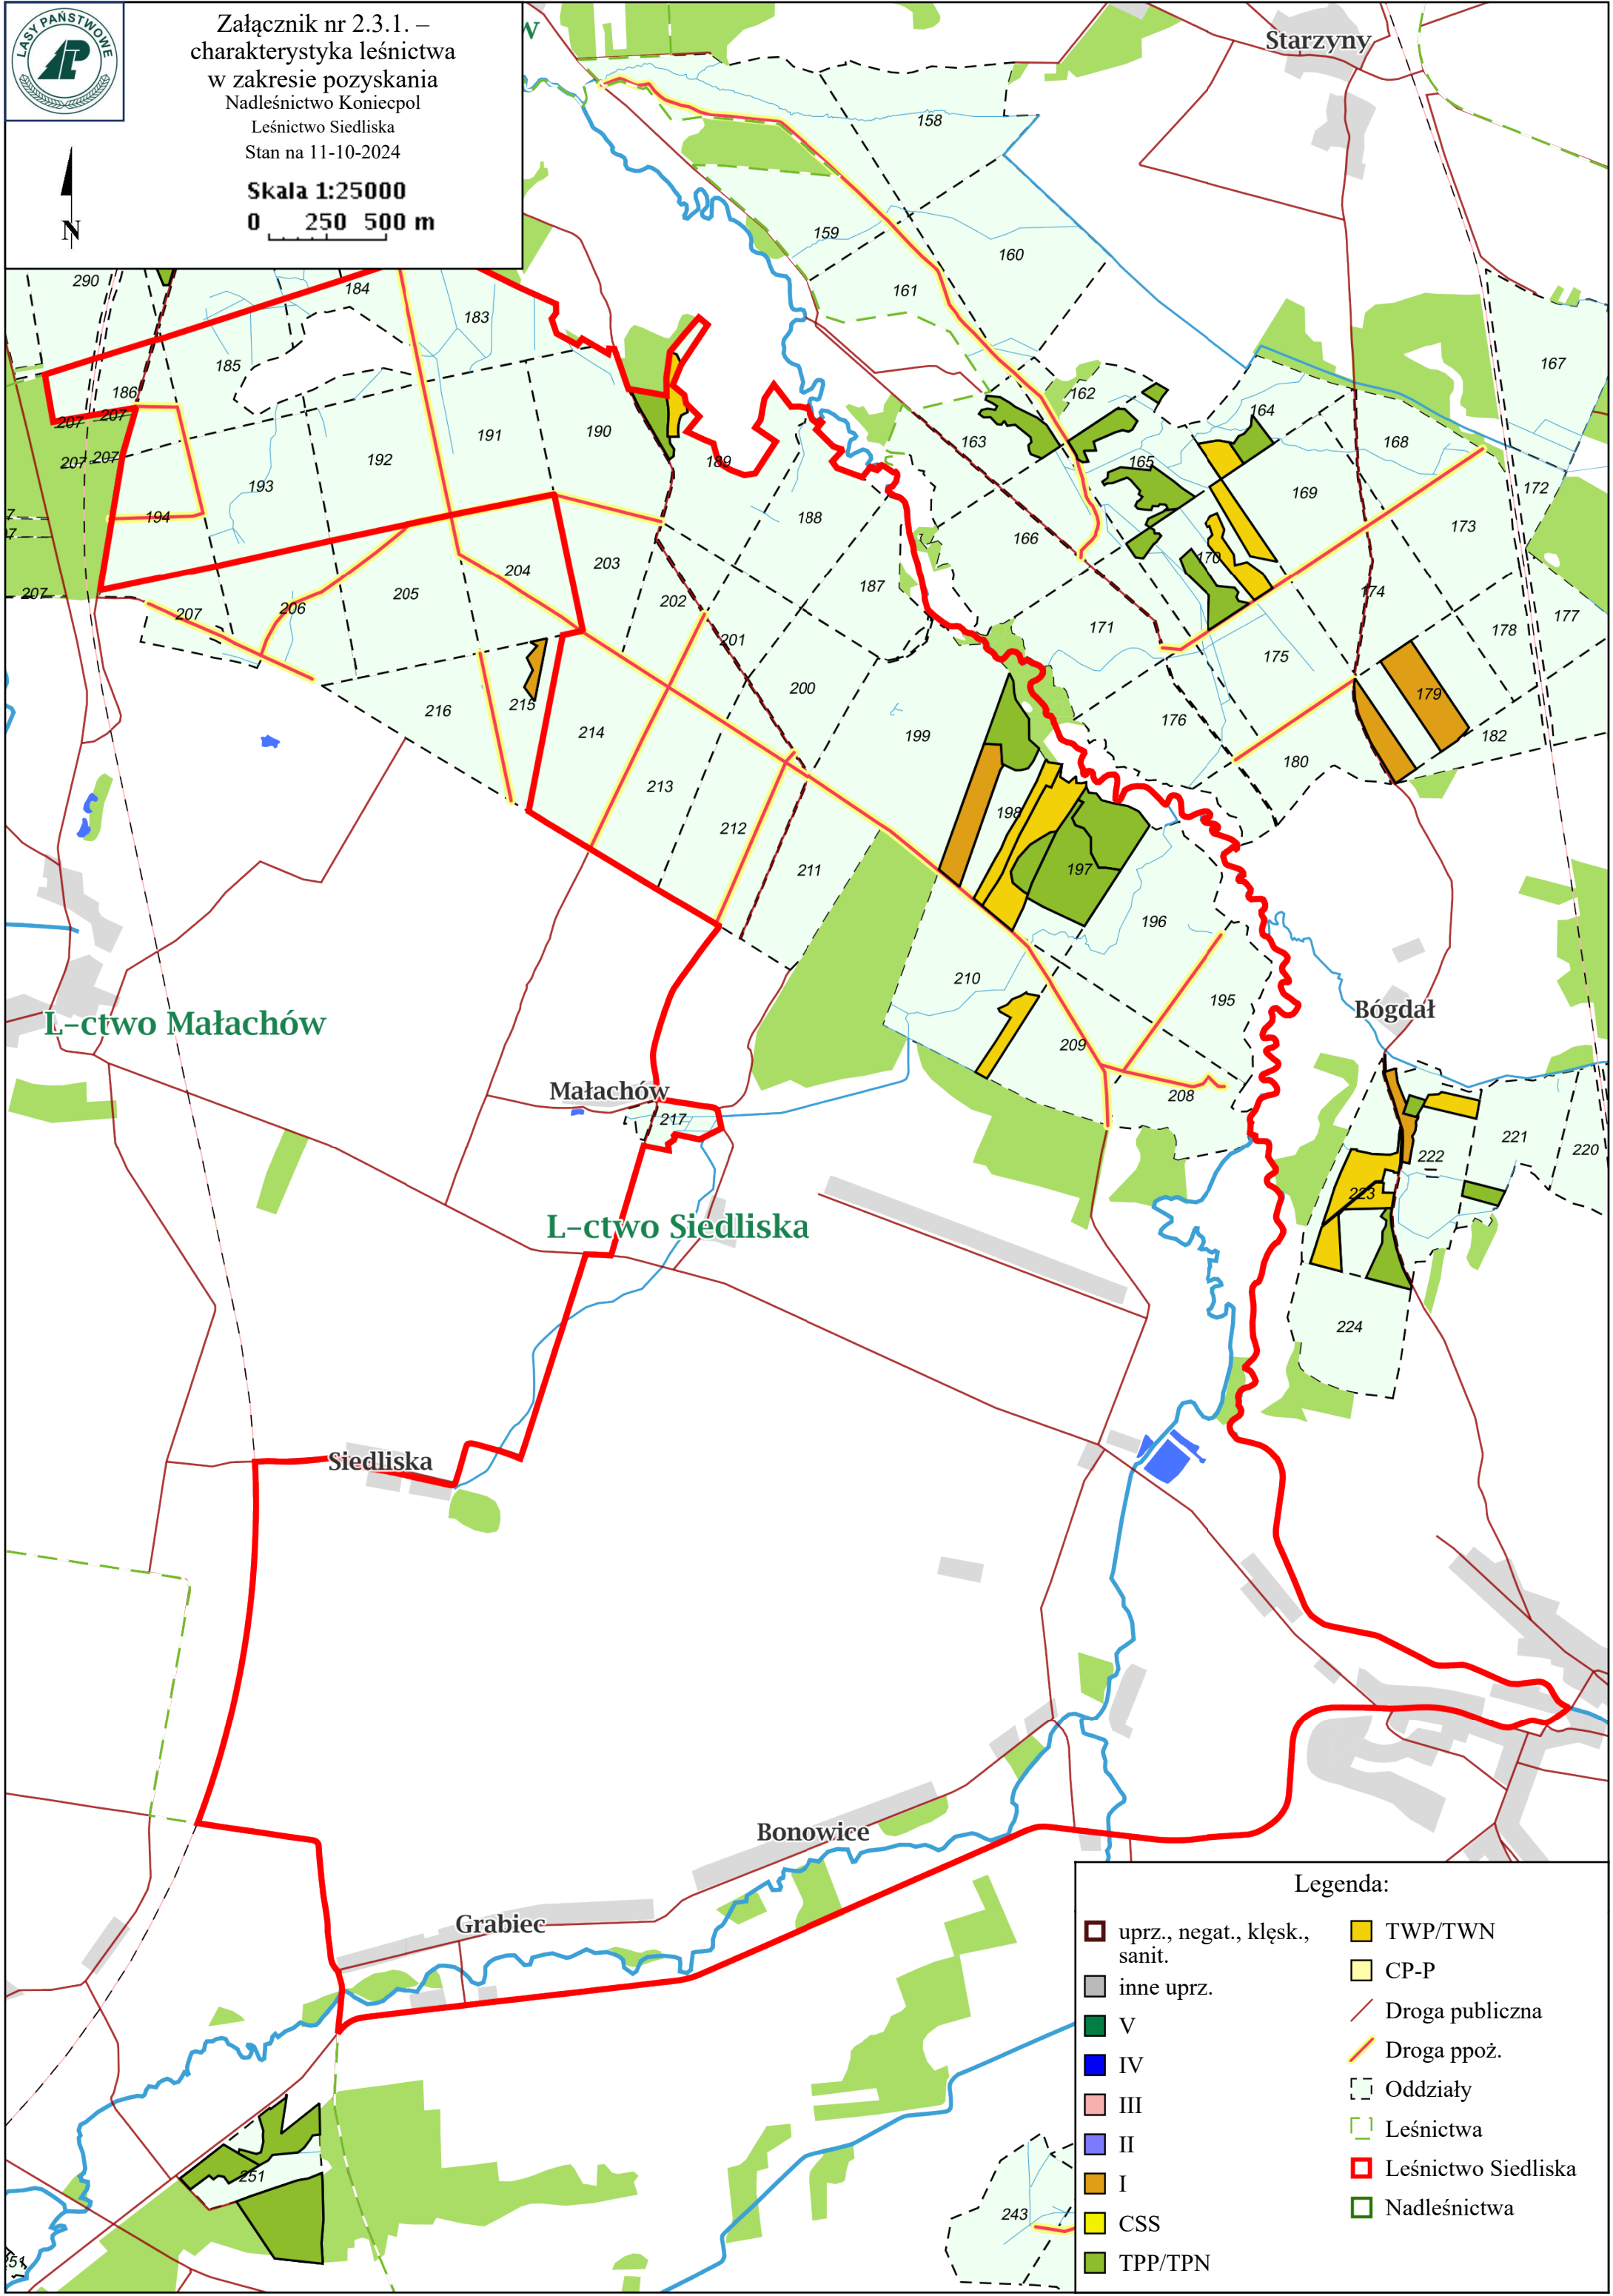 LASY PAŃSTWOWE
Załącznik nr 2.3.1. –
charakterystyka leśnictwa
w zakresie pozyskania
Nadleśnictwo Koniecpol
Leśnictwo Siedliska
Stan na 11-10-2024
Skala 1:25000
0 250 500 m
N
w
Starzyny
158
159
160
161
290
184
183
185
186
167
162
164
163
168
207 207
191
190
192
189
165
207 207
193
169
172
194
188
173
166
170
203
204
187
205
174
207
202
206
207
171
178
177
201
175
200
179
215
216
176
214
199
182
180
213
198
212
211
197
196
210
195
L-ctwo Małachów
Bógdał
209
Małachów
208
217
221
222
220
223
L-ctwo Siedliska
224
Siedliska
Bonowice
Grabiec
251
243
51
Legenda:
uprz., negat., klęsk.,
sanit.
inne uprz.
V
IV
III
II
I
CSS
TPP/TPN
TWP/TWN
CP-P
Droga publiczna
Droga ppoż.
Oddziały
Leśnictwa
Leśnictwo Siedliska
Nadleśnictwa